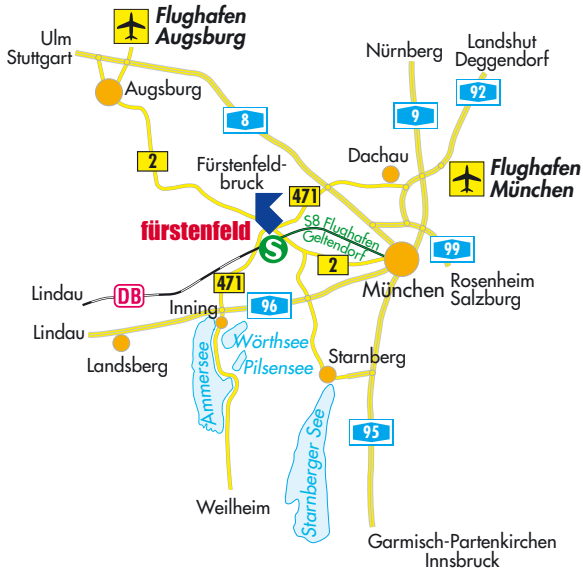 Flughafen
Augsburg
Ulm
Stuttgart
Nürnberg
Landshut
Deggendorf
92
Augsburg
8
9
2
Fürstenfeld-
bruck
Dachau
Flughafen
München
471
fürstenfeld
S
S8 Flughafen
Geltendorf
99
2
Rosenheim
Salzburg
471
München
Lindau
DB
96
Inning
Lindau
Landsberg
Wörthsee
Pilsensee
Starnberg
Ammersee
95
Starnberger See
Weilheim
Garmisch-Partenkirchen
Innsbruck